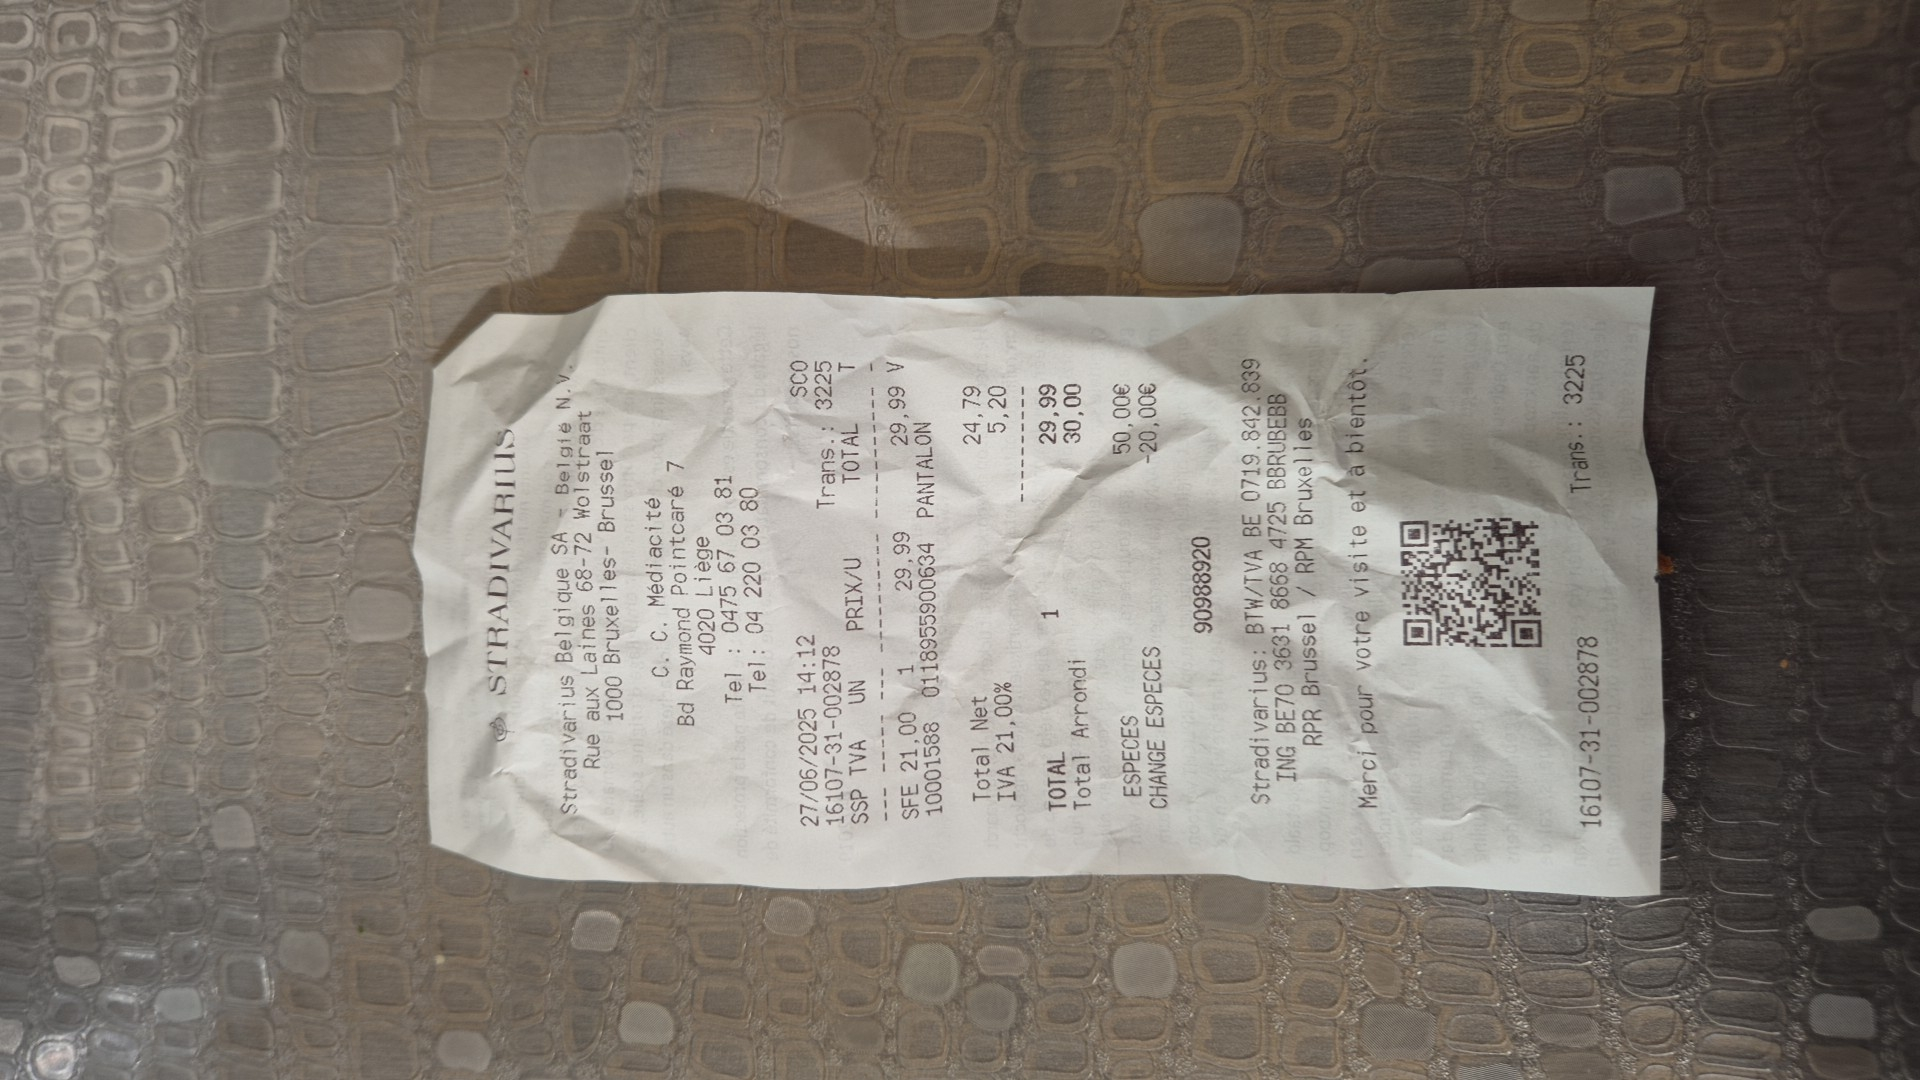 STRADIVARIUS
Stradivarius Belgique SA - België N.V.
Rue aux Laines 68-72 Wolstraat
1000 Bruxelles- Brussel
C. C. Médiacité
Bd Raymond Pointcaré 7
4020 Liège
Tel : 0475 67 03 81
Tel: 04 220 03 80
27/06/2025 14:12 SCO
16107-31-002878 Trans.: 3225
SSP TVA UN PRIX/U TOTAL T
SFE 21,00 1 29,99 29,99 V
10001588 0118955900634 PANTALON
Total Net 24,79
IVA 21,00% 5,20
TOTAL 1 29,99
Total Arrondi 30,00
ESPECES 50,00€
CHANGE ESPECES -20,00€
90988920
Stradivarius: BTW/TVA BE 0719.842.839
ING BE70 3631 8668 4725 BBRUBEBB
RPR Brussel / RPM Bruxelles
Merci pour votre visite et à bientôt.
16107-31-002878 Trans.: 3225